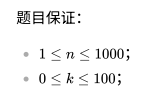 题目保证：
• 1 ≤ n ≤ 1000；
• 0 ≤ k ≤ 100；